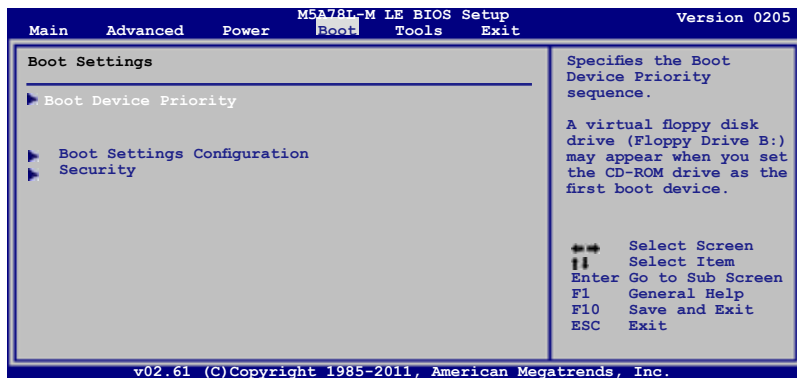 M5A78L-M LE BIOS Setup Version 0205
Main Advanced Power Boot Tools Exit
Boot Settings
Boot Device Priority
Boot Settings Configuration
Security
Specifies the Boot
Device Priority
sequence.
A virtual floppy disk
drive (Floppy Drive B:)
may appear when you set
the CD-ROM drive as the
first boot device.
Select Screen
Select Item
Enter Go to Sub Screen
F1 General Help
F10 Save and Exit
ESC Exit
v02.61 (C)Copyright 1985-2011, American Megatrends, Inc.